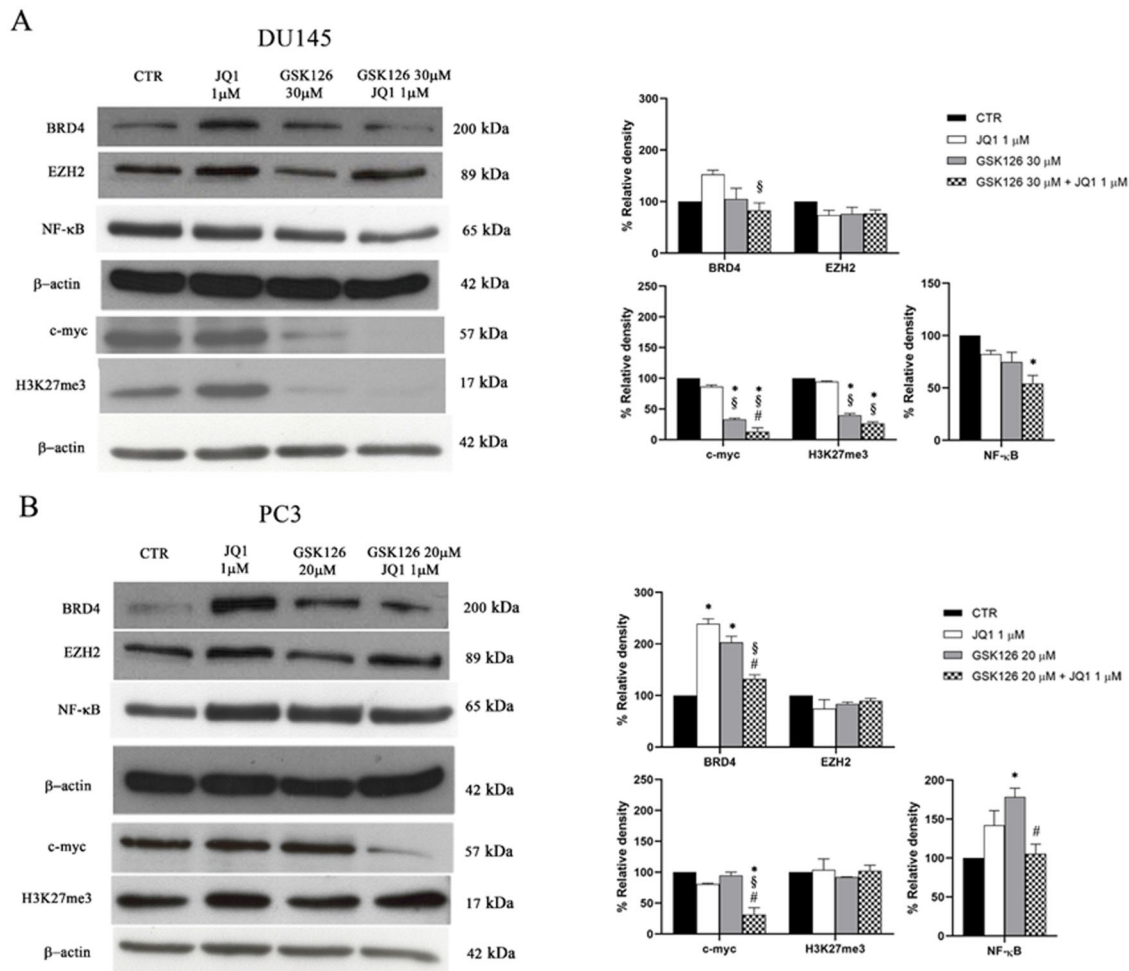 A
DU145
CTR
JQ1
1μM
GSK126
30μM
GSK126 30μM
JQ1 1μM
BRD4
200 kDa
EZH2
89 kDa
NF-κB
65 kDa
β-actin
42 kDa
c-myc
57 kDa
H3K27me3
17 kDa
β-actin
42 kDa
% Relative density
300
200
100
0
§
BRD4
EZH2
CTR
JQ1 1 μM
GSK126 30 μM
GSK126 30 μM + JQ1 1 μM
% Relative density
250
200
150
100
50
0
*
§
*
§
#
*
§
*
§
c-myc
H3K27me3
% Relative density
150
100
50
0
*
NF-κB
B
PC3
CTR
JQ1
1μM
GSK126
20μM
GSK126 20μM
JQ1 1μM
BRD4
200 kDa
EZH2
89 kDa
NF-κB
65 kDa
β-actin
42 kDa
c-myc
57 kDa
H3K27me3
17 kDa
β-actin
42 kDa
% Relative density
300
200
100
0
*
*
§
#
BRD4
EZH2
CTR
JQ1 1 μM
GSK126 20 μM
GSK126 20 μM + JQ1 1 μM
% Relative density
250
200
150
100
50
0
*
§
#
c-myc
H3K27me3
% Relative density
200
150
100
50
0
*
#
NF-κB